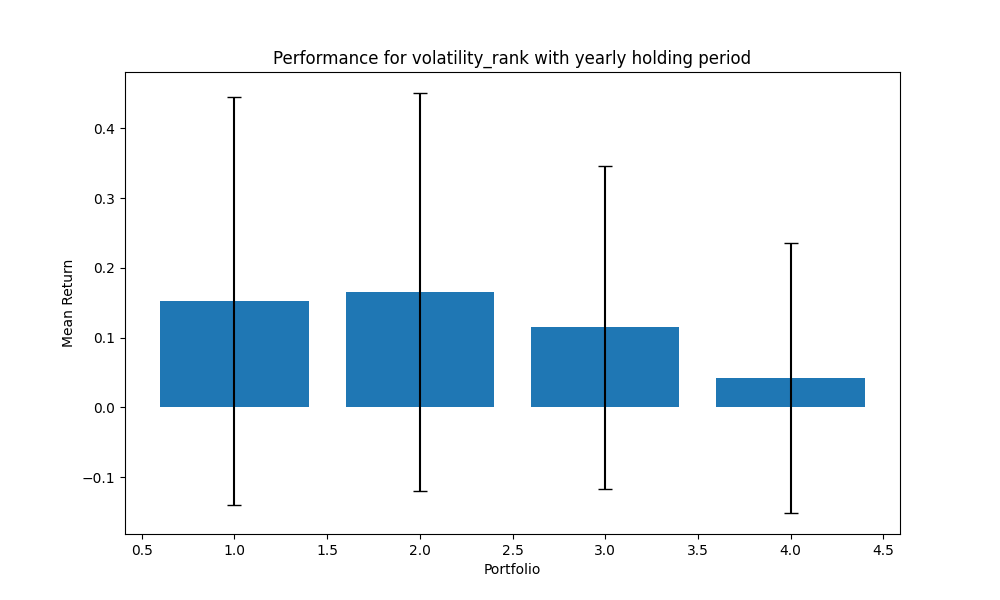 Performance for volatility_rank with yearly holding period
Mean Return
0.4
0.3
0.2
0.1
0.0
−0.1
0.5 1.0 1.5 2.0 2.5 3.0 3.5 4.0 4.5
Portfolio